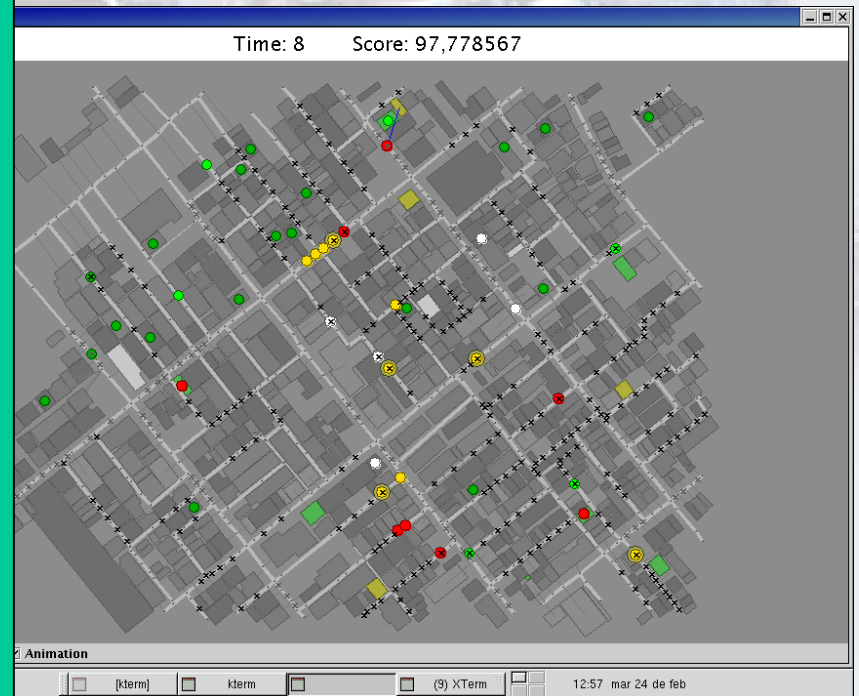 Time: 8 Score: 97,778567
Animation
[kterm] kterm (9) XTerm 12:57 mar 24 de feb